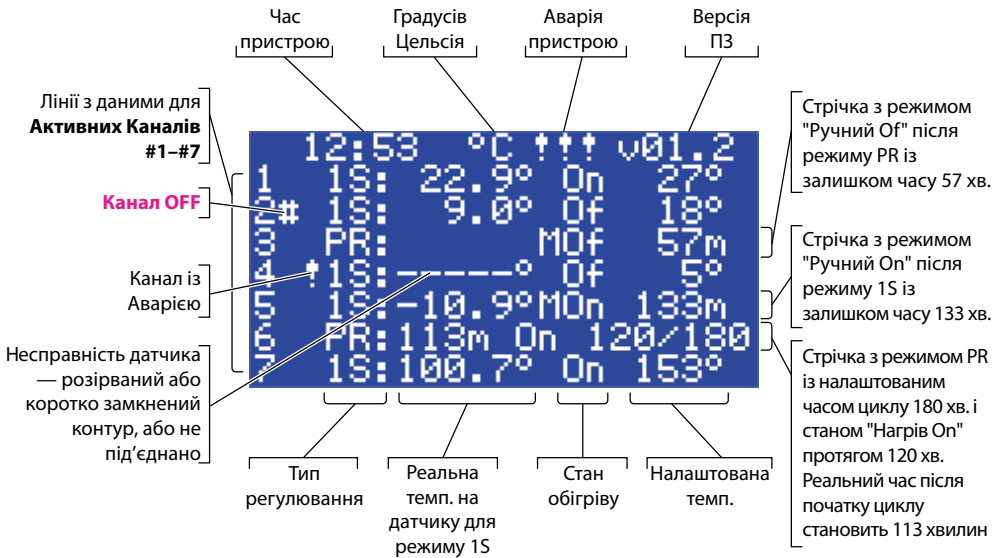 Час
пристрою
Градусів
Цельсія
Аварія
пристрою
Версія
ПЗ
Лінії з даними для
Активних Каналів
#1–#7
Канал OFF
Канал із
Аварією
Несправність датчика
— розірваний або
коротко замкнений
контур, або не
під'єднано
12:53 °C !!! v01.2
1 1S: 22.9° On 27°
2# 1S: 9.0° Of 18°
3 PR: MOf 57m
4 !1S:-----° Of 5°
5 1S:-10.9°MOn 133m
6 PR:113m On 120/180
7 1S:100.7° On 153°
Стрічка з режимом
"Ручний Of" після
режиму PR із
залишком часу 57 хв.
Стрічка з режимом
"Ручний On" після
режиму 1S із
залишком часу 133 хв.
Стрічка з режимом PR
із налаштованим
часом циклу 180 хв. і
станом "Нагрів On"
протягом 120 хв.
Реальний час після
початку циклу
становить 113 хвилин
Тип
регулювання
Реальна
темп. на
датчику для
режиму 1S
Стан
обігріву
Налаштована
темп.